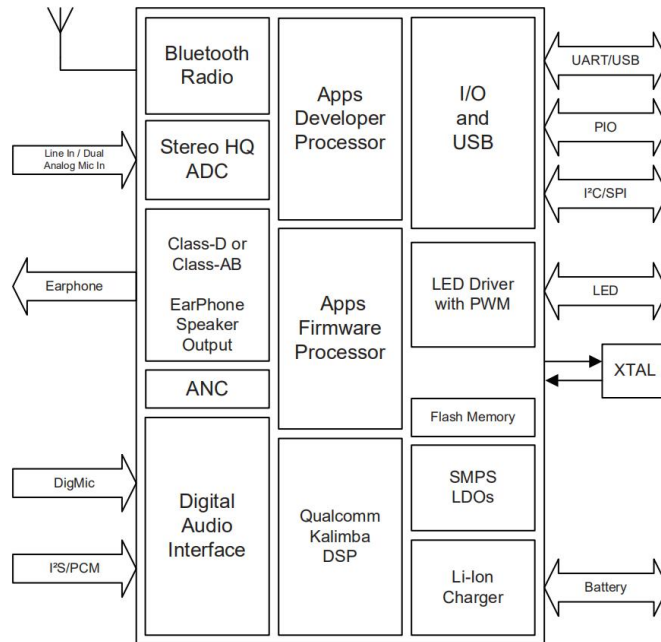 Bluetooth
Radio
Apps
Developer
Processor
I/O
and
USB
UART/USB
PIO
I²C/SPI
Line In / Dual
Analog Mic In
Stereo HQ
ADC
Class-D or
Class-AB
EarPhone
Speaker
Output
Earphone
Apps
Firmware
Processor
LED Driver
with PWM
LED
XTAL
ANC
Flash Memory
DigMic
I²S/PCM
Digital
Audio
Interface
Qualcomm
Kalimba
DSP
SMPS
LDOs
Li-Ion
Charger
Battery